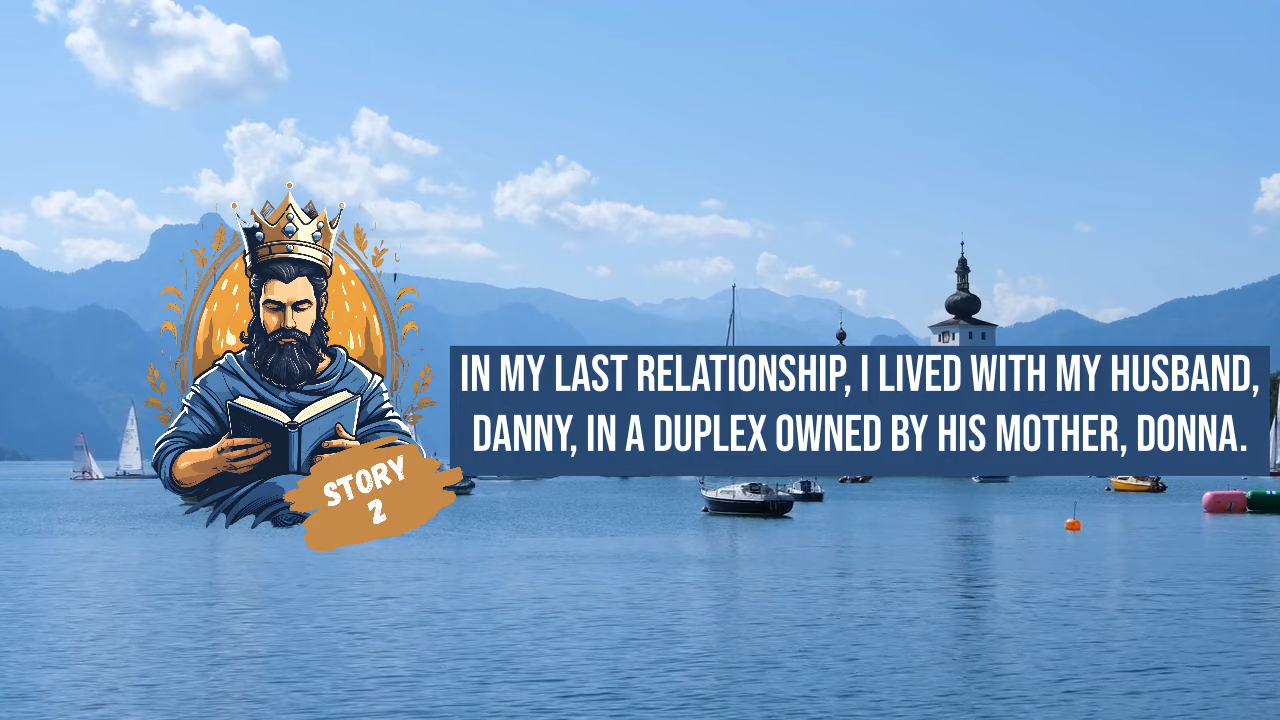 IN MY LAST RELATIONSHIP, I LIVED WITH MY HUSBAND,
DANNY, IN A DUPLEX OWNED BY HIS MOTHER, DONNA.
STORY
2